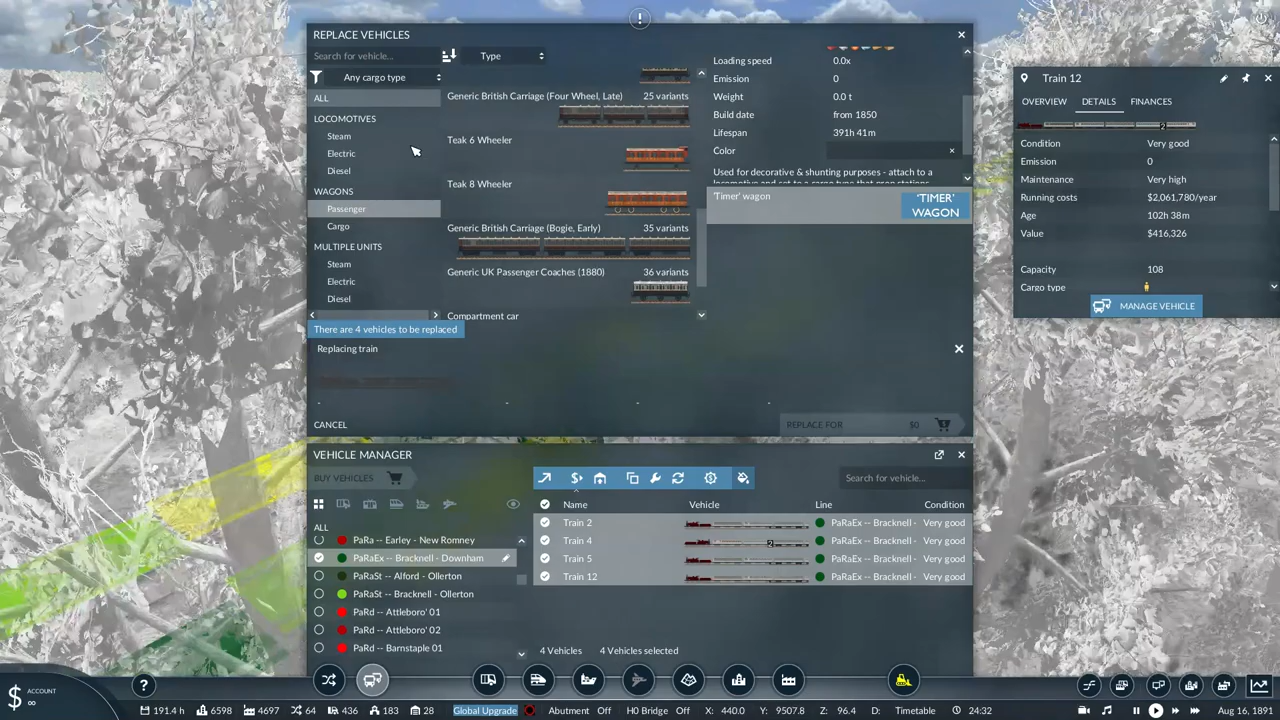 REPLACE VEHICLES
Search for vehicle...
Type
Any cargo type
ALL
LOCOMOTIVES
Steam
Electric
Diesel
WAGONS
Passenger
Cargo
MULTIPLE UNITS
Steam
Electric
Diesel
Generic British Carriage (Four Wheel, Late) 25 variants
Teak 6 Wheeler
Teak 8 Wheeler
Generic British Carriage (Bogie, Early) 35 variants
Generic UK Passenger Coaches (1880) 36 variants
Compartment car
Loading speed 0.0x
Emission 0
Weight 0.0 t
Build date from 1850
Lifespan 391h 41m
Color
Used for decorative & shunting purposes - attach to a
'Timer' wagon
'TIMER'
WAGON
There are 4 vehicles to be replaced
Replacing train
CANCEL
REPLACE FOR $0
Train 12
OVERVIEW DETAILS FINANCES
2
Condition Very good
Emission 0
Maintenance Very high
Running costs $2,061,780/year
Age 102h 38m
Value $416,326
Capacity 108
Cargo type
MANAGE VEHICLE
VEHICLE MANAGER
BUY VEHICLES
Search for vehicle...
ALL
PaRa -- Earley - New Romney
PaRaEx -- Bracknell - Downham
PaRaSt -- Alford - Ollerton
PaRaSt -- Bracknell - Ollerton
PaRd -- Attleboro' 01
PaRd -- Attleboro' 02
PaRd -- Barnstaple 01
Name Vehicle Line Condition
Train 2 PaRaEx -- Bracknell - Very good
Train 4 2 PaRaEx -- Bracknell - Very good
Train 5 PaRaEx -- Bracknell - Very good
Train 12 PaRaEx -- Bracknell - Very good
4 Vehicles 4 Vehicles selected
$ ACCOUNT
∞
?
191.4 h 6598 4697 64 436 183 28 Global Upgrade Abutment Off H0 Bridge Off X: 440.0 Y: 9507.8 Z: 96.4 D: Timetable 24:32 Aug 16, 1891